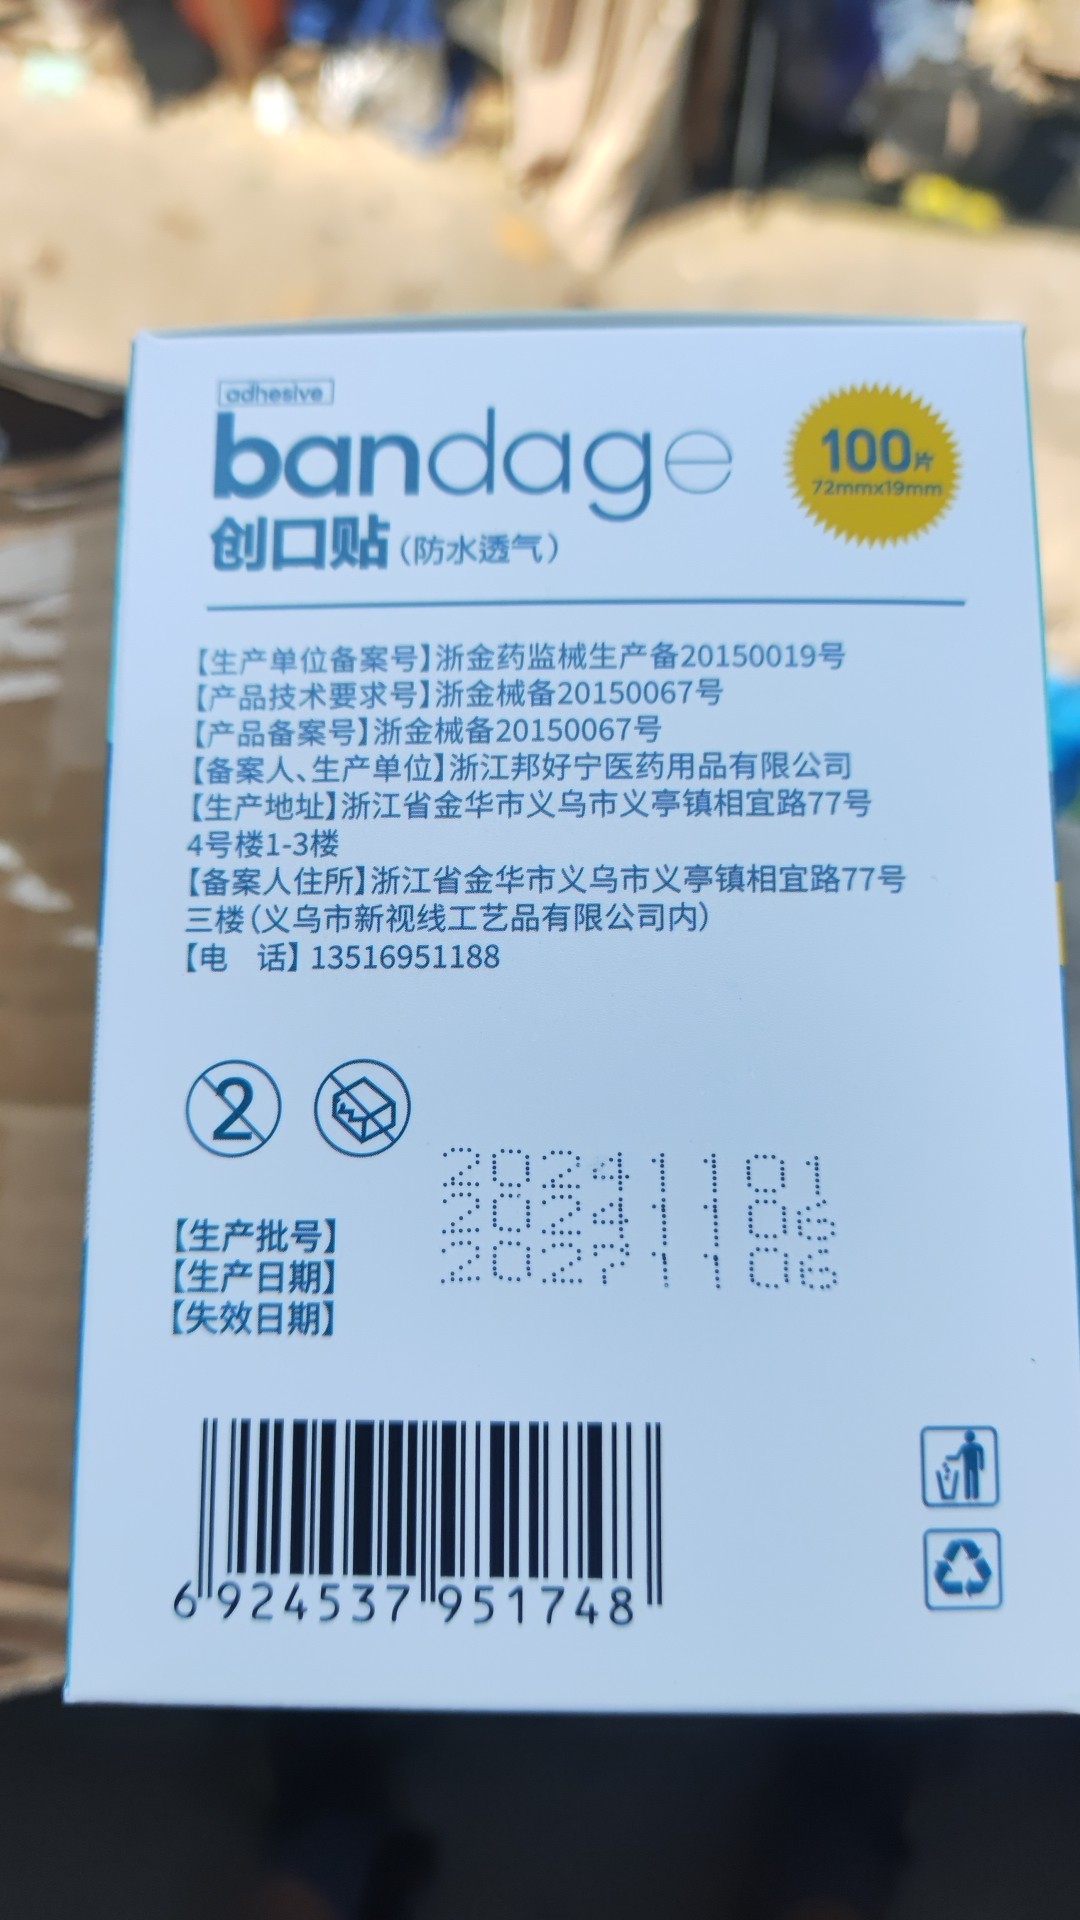 adhesive
bandage
创口贴（防水透气）
100片
72mmx19mm
【生产单位备案号】浙金药监械生产备20150019号
【产品技术要求号】浙金械备20150067号
【产品备案号】浙金械备20150067号
【备案人、生产单位】浙江邦好宁医药用品有限公司
【生产地址】浙江省金华市义乌市义亭镇相宜路77号
4号楼1-3楼
【备案人住所】浙江省金华市义乌市义亭镇相宜路77号
三楼（义乌市新视线工艺品有限公司内）
【电 话】13516951188
2
20241101
20241106
20271106
【生产批号】
【生产日期】
【失效日期】
6924537951748